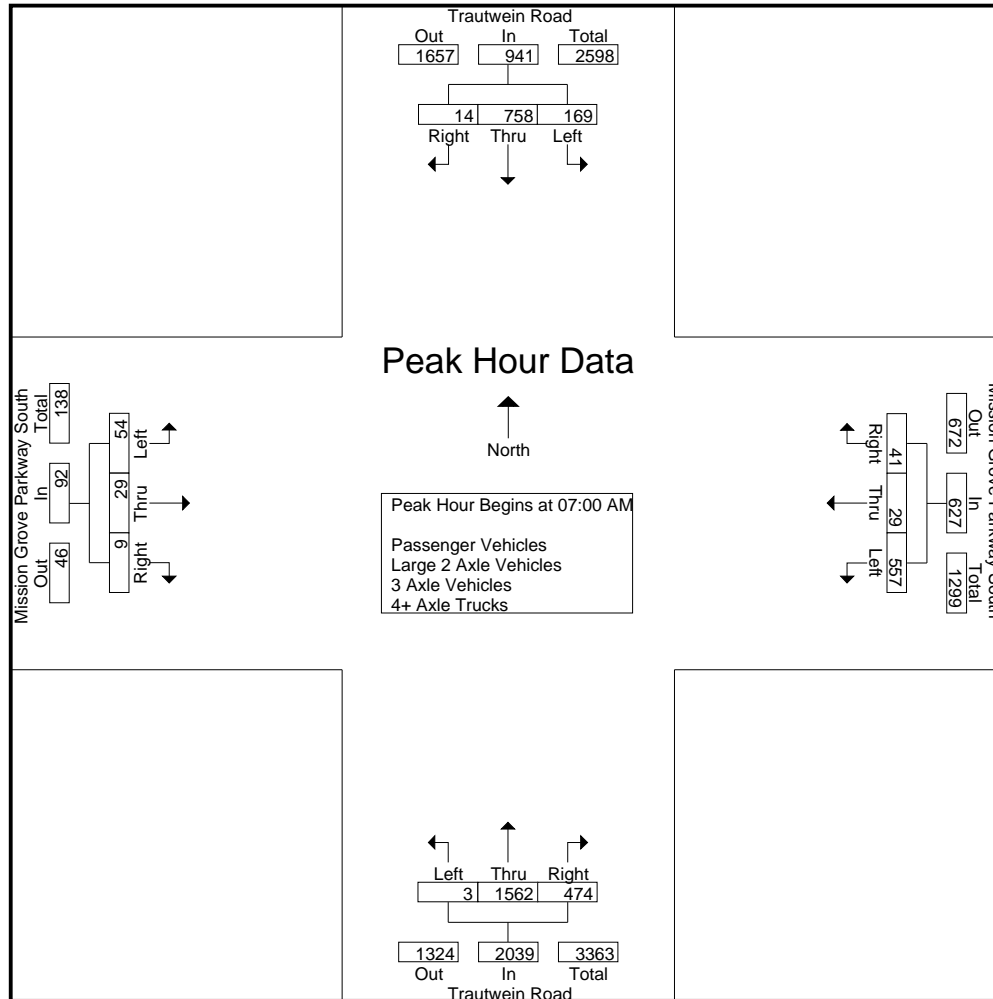 Trautwein Road
Out In Total
1657 941 2598
14 758 169
Right Thru Left
Peak Hour Data
North
Peak Hour Begins at 07:00 AM
Passenger Vehicles
Large 2 Axle Vehicles
3 Axle Vehicles
4+ Axle Trucks
Mission Grove Parkway South
Out In Total
46 92 138
Left Thru Right
54 29 9
Mission Grove Parkway South
Out In Total
672 627 1299
41 29 557
Right Thru Left
Left Thru Right
3 1562 474
1324 2039 3363
Out In Total
Trautwein Road